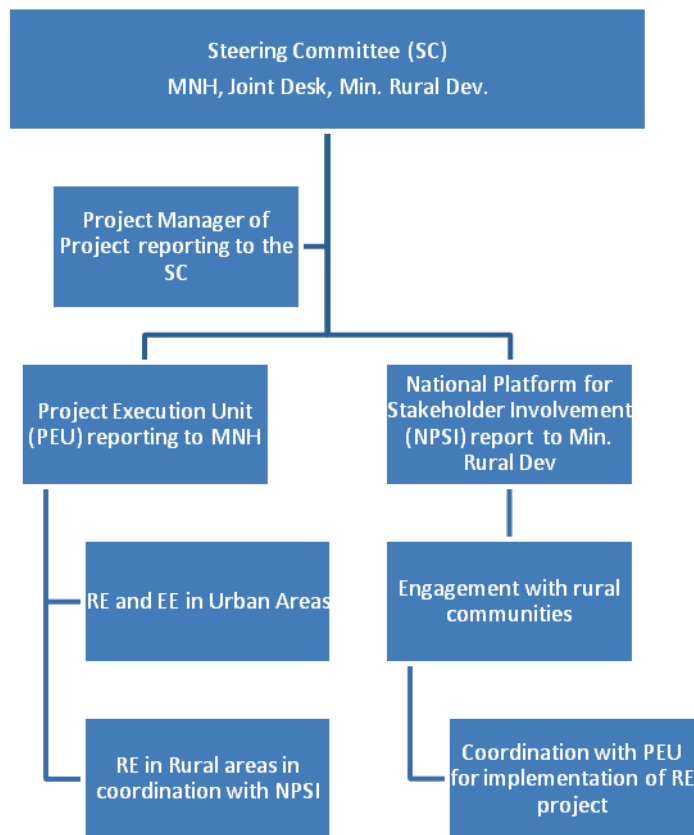 Steering Committee (SC)
MNH, Joint Desk, Min. Rural Dev.
Project Manager of
Project reporting to the
SC
Project Execution Unit
(PEU) reporting to MNH
National Platform for
Stakeholder Involvement
(NPSI) report to Min.
Rural Dev
RE and EE in Urban Areas
Engagement with rural
communities
RE in Rural areas in
coordination with NPSI
Coordination with PEU
for implementation of RE
project